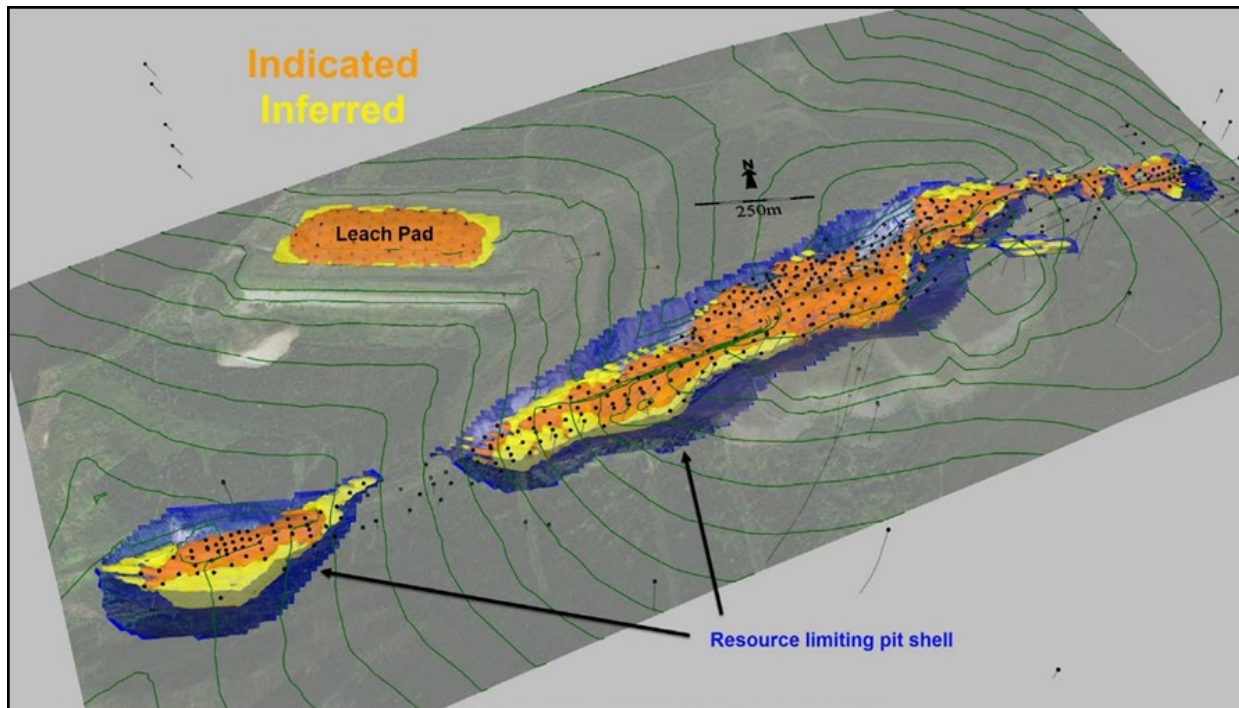 Indicated
Inferred
N
250m
Leach Pad
Resource limiting pit shell